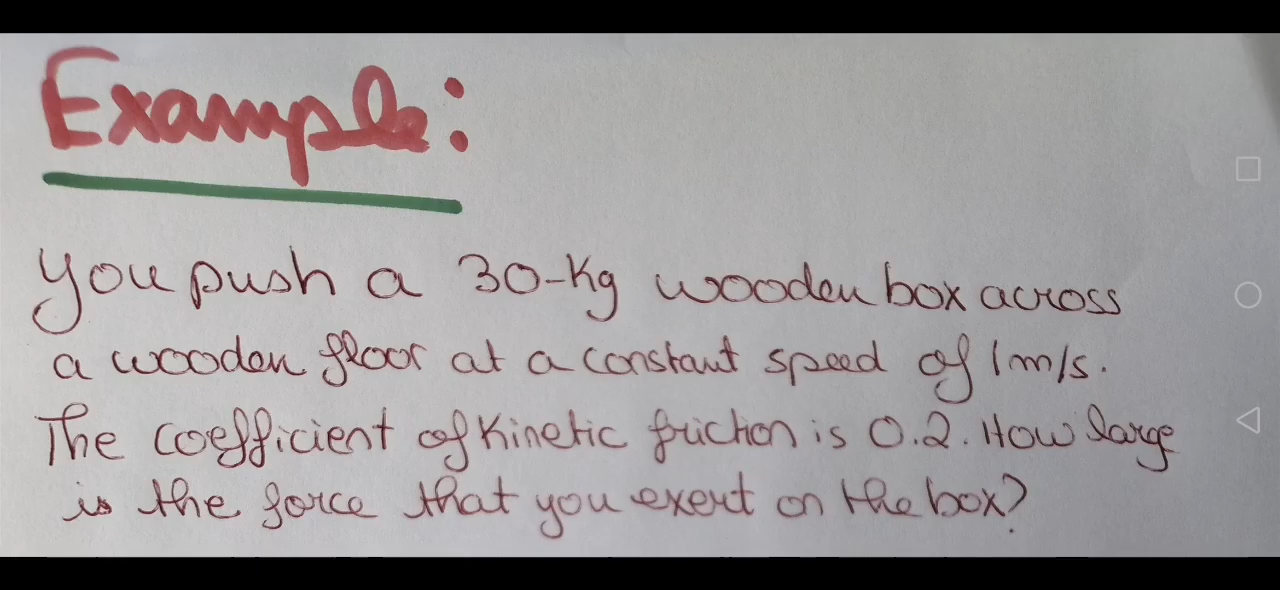 Example:
You push a 30-Kg wooden box across
a wooden floor at a constant speed of 1m/s.
The coefficient of Kinetic friction is 0.2. How large
is the force that you exert on the box?